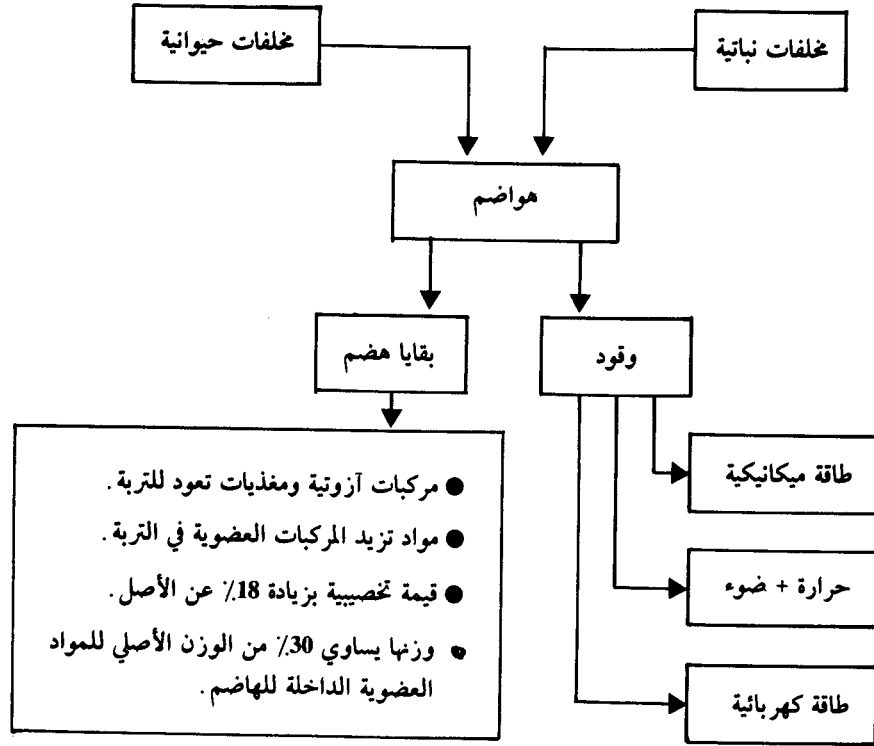 مخلفات نباتية
مخلفات حيوانية
هواضم
وقود
بقايا هضم
طاقة ميكانيكية
حرارة + ضوء
طاقة كهربائية
● مركبات آزوتية ومغذيات تعود للتربة.
● مواد تزيد المركبات العضوية في التربة.
● قيمة تخصيبية بزيادة 18٪ عن الأصل.
● وزنها يساوي 30٪ من الوزن الأصلي للمواد
العضوية الداخلة للهاضم.